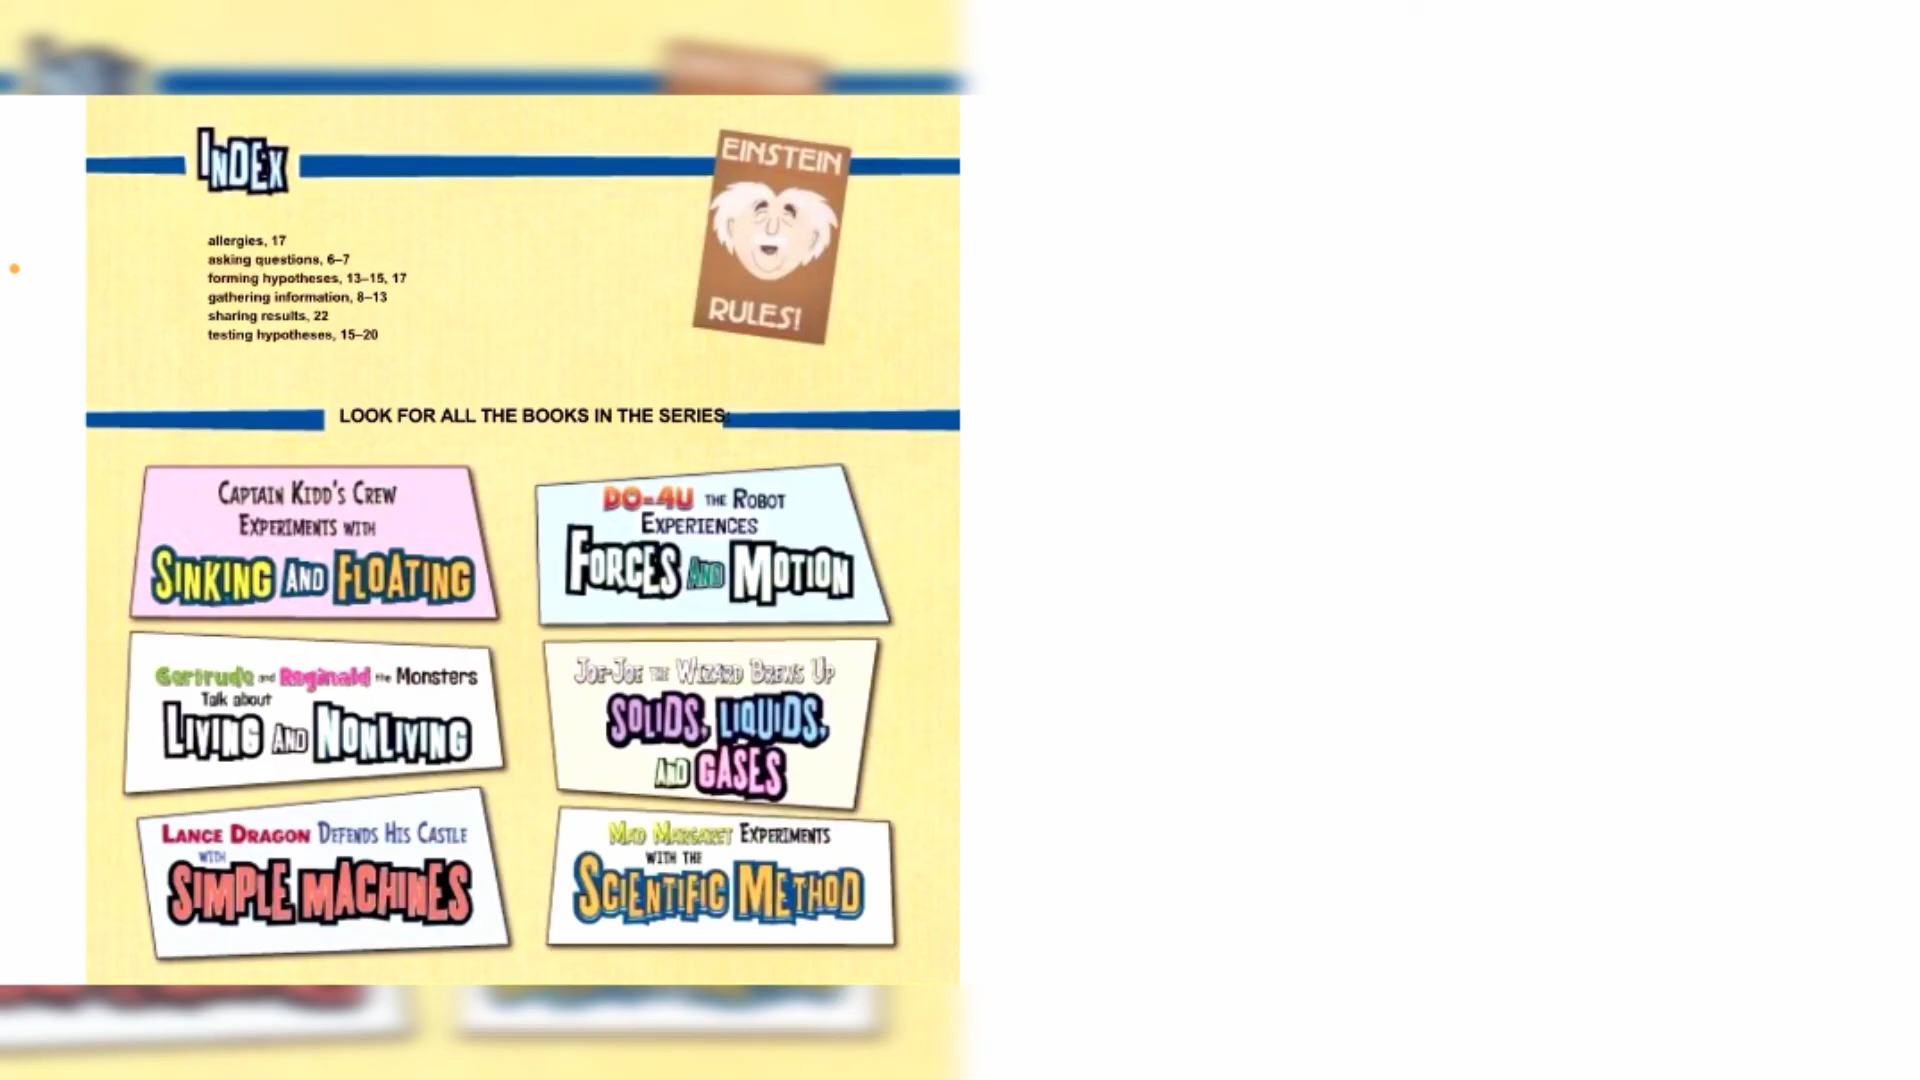 INDEX
EINSTEIN
RULES!
allergies, 17
asking questions, 6–7
forming hypotheses, 13–15, 17
gathering information, 8–13
sharing results, 22
testing hypotheses, 15–20
LOOK FOR ALL THE BOOKS IN THE SERIES:
CAPTAIN KIDD'S CREW
EXPERIMENTS WITH
SINKING AND FLOATING
DO-4U THE ROBOT
EXPERIENCES
FORCES AND MOTION
Gertrude and Reginald the Monsters
Talk about
LIVING AND NONLIVING
JOE-JOE THE WIZARD BREWS UP
SOLIDS, LIQUIDS,
AND GASES
LANCE DRAGON DEFENDS HIS CASTLE
WITH
SIMPLE MACHINES
MAD MARGARET EXPERIMENTS
WITH THE
SCIENTIFIC METHOD